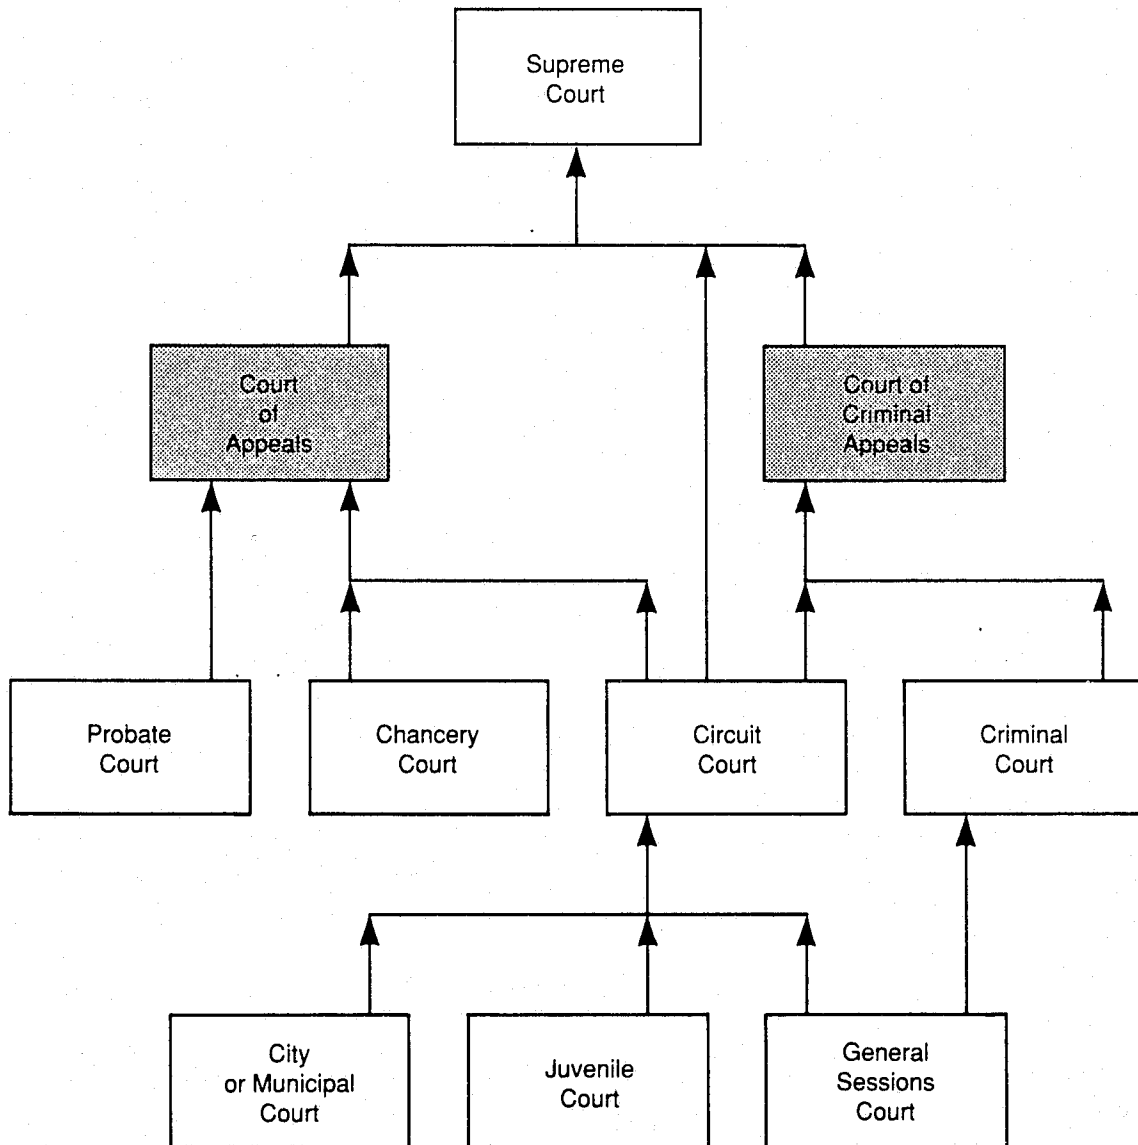 Supreme
Court
Court
of
Appeals
Court of
Criminal
Appeals
Probate
Court
Chancery
Court
Circuit
Court
Criminal
Court
City
or Municipal
Court
Juvenile
Court
General
Sessions
Court